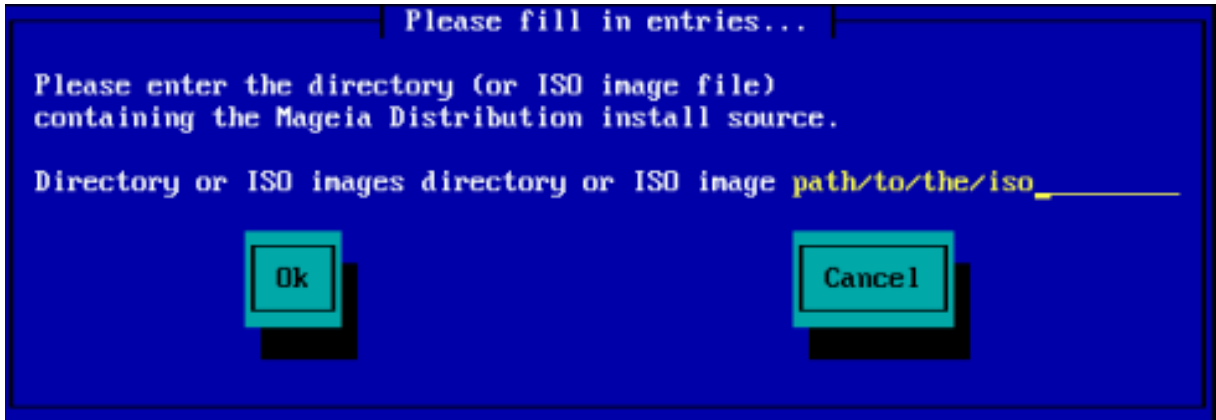 Please fill in entries...
Please enter the directory (or ISO image file)
containing the Mageia Distribution install source.
Directory or ISO images directory or ISO image path/to/the/iso_
Ok Cancel